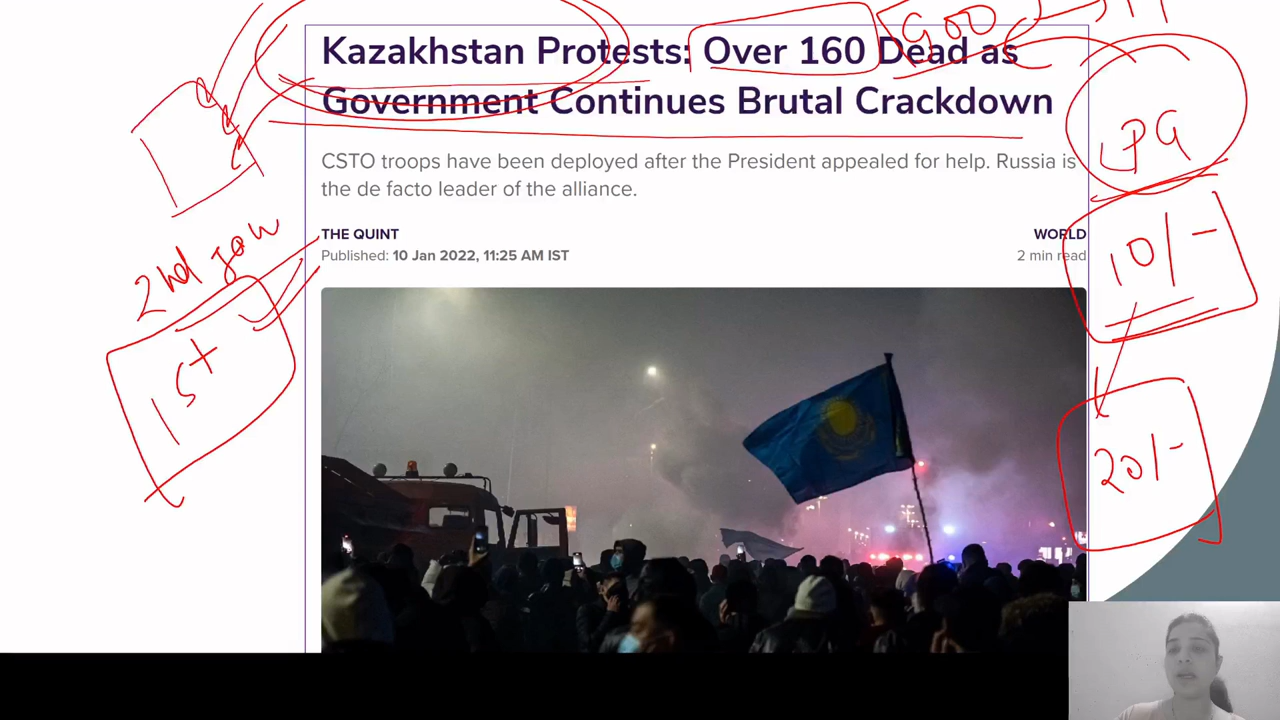 GOD
Kazakhstan Protests: Over 160 Dead as
Government Continues Brutal Crackdown
LPG
CSTO troops have been deployed after the President appealed for help. Russia is
the de facto leader of the alliance.
THE QUINT
WORLD
Published: 10 Jan 2022, 11:25 AM IST
2 min read
10/-
2nd Jan
1st
20/-